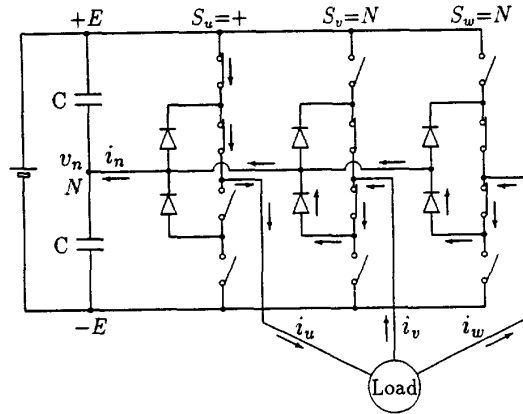 +E
S_u=+
S_v=N
S_w=N
C
v_n
i_n
N
C
−E
i_u
i_v
i_w
Load